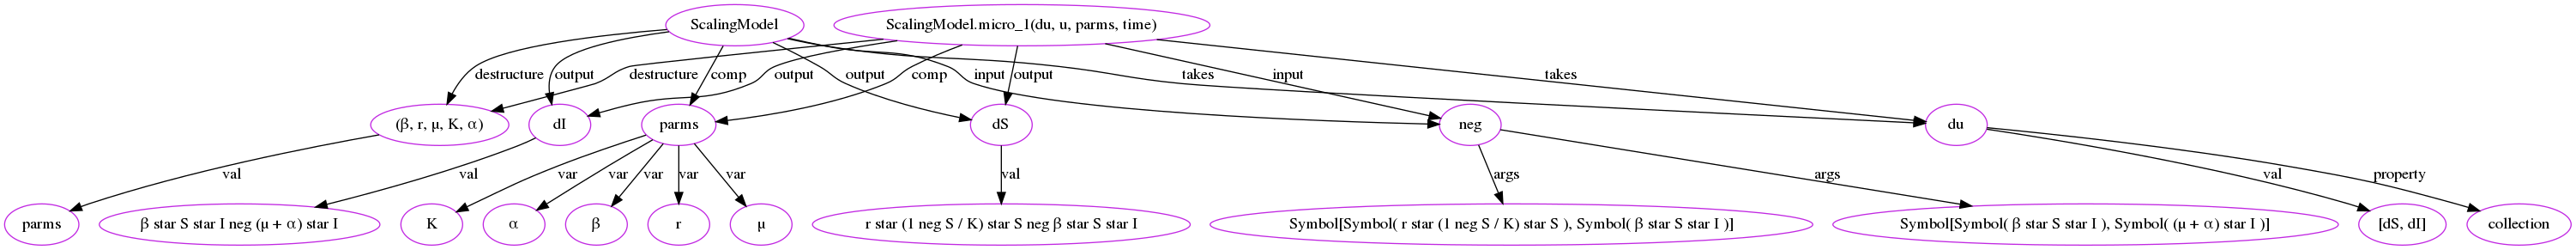 ScalingModel
ScalingModel.micro_1(du, u, parms, time)
destructure
output
destructure
comp
output
output
comp
input
output
takes
input
takes
(β, r, μ, K, α)
dI
parms
dS
neg
du
val
val
var
var
var
var
var
val
args
args
val
property
parms
β star S star I neg (μ + α) star I
K
α
β
r
μ
r star (1 neg S / K) star S neg β star S star I
Symbol[Symbol( r star (1 neg S / K) star S ), Symbol( β star S star I )]
Symbol[Symbol( β star S star I ), Symbol( (μ + α) star I )]
[dS, dI]
collection